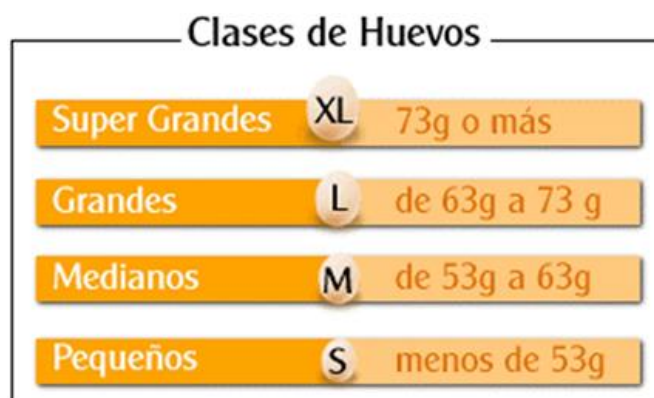 Clases de Huevos
Super Grandes XL 73g o más
Grandes L de 63g a 73 g
Medianos M de 53g a 63g
Pequeños S menos de 53g